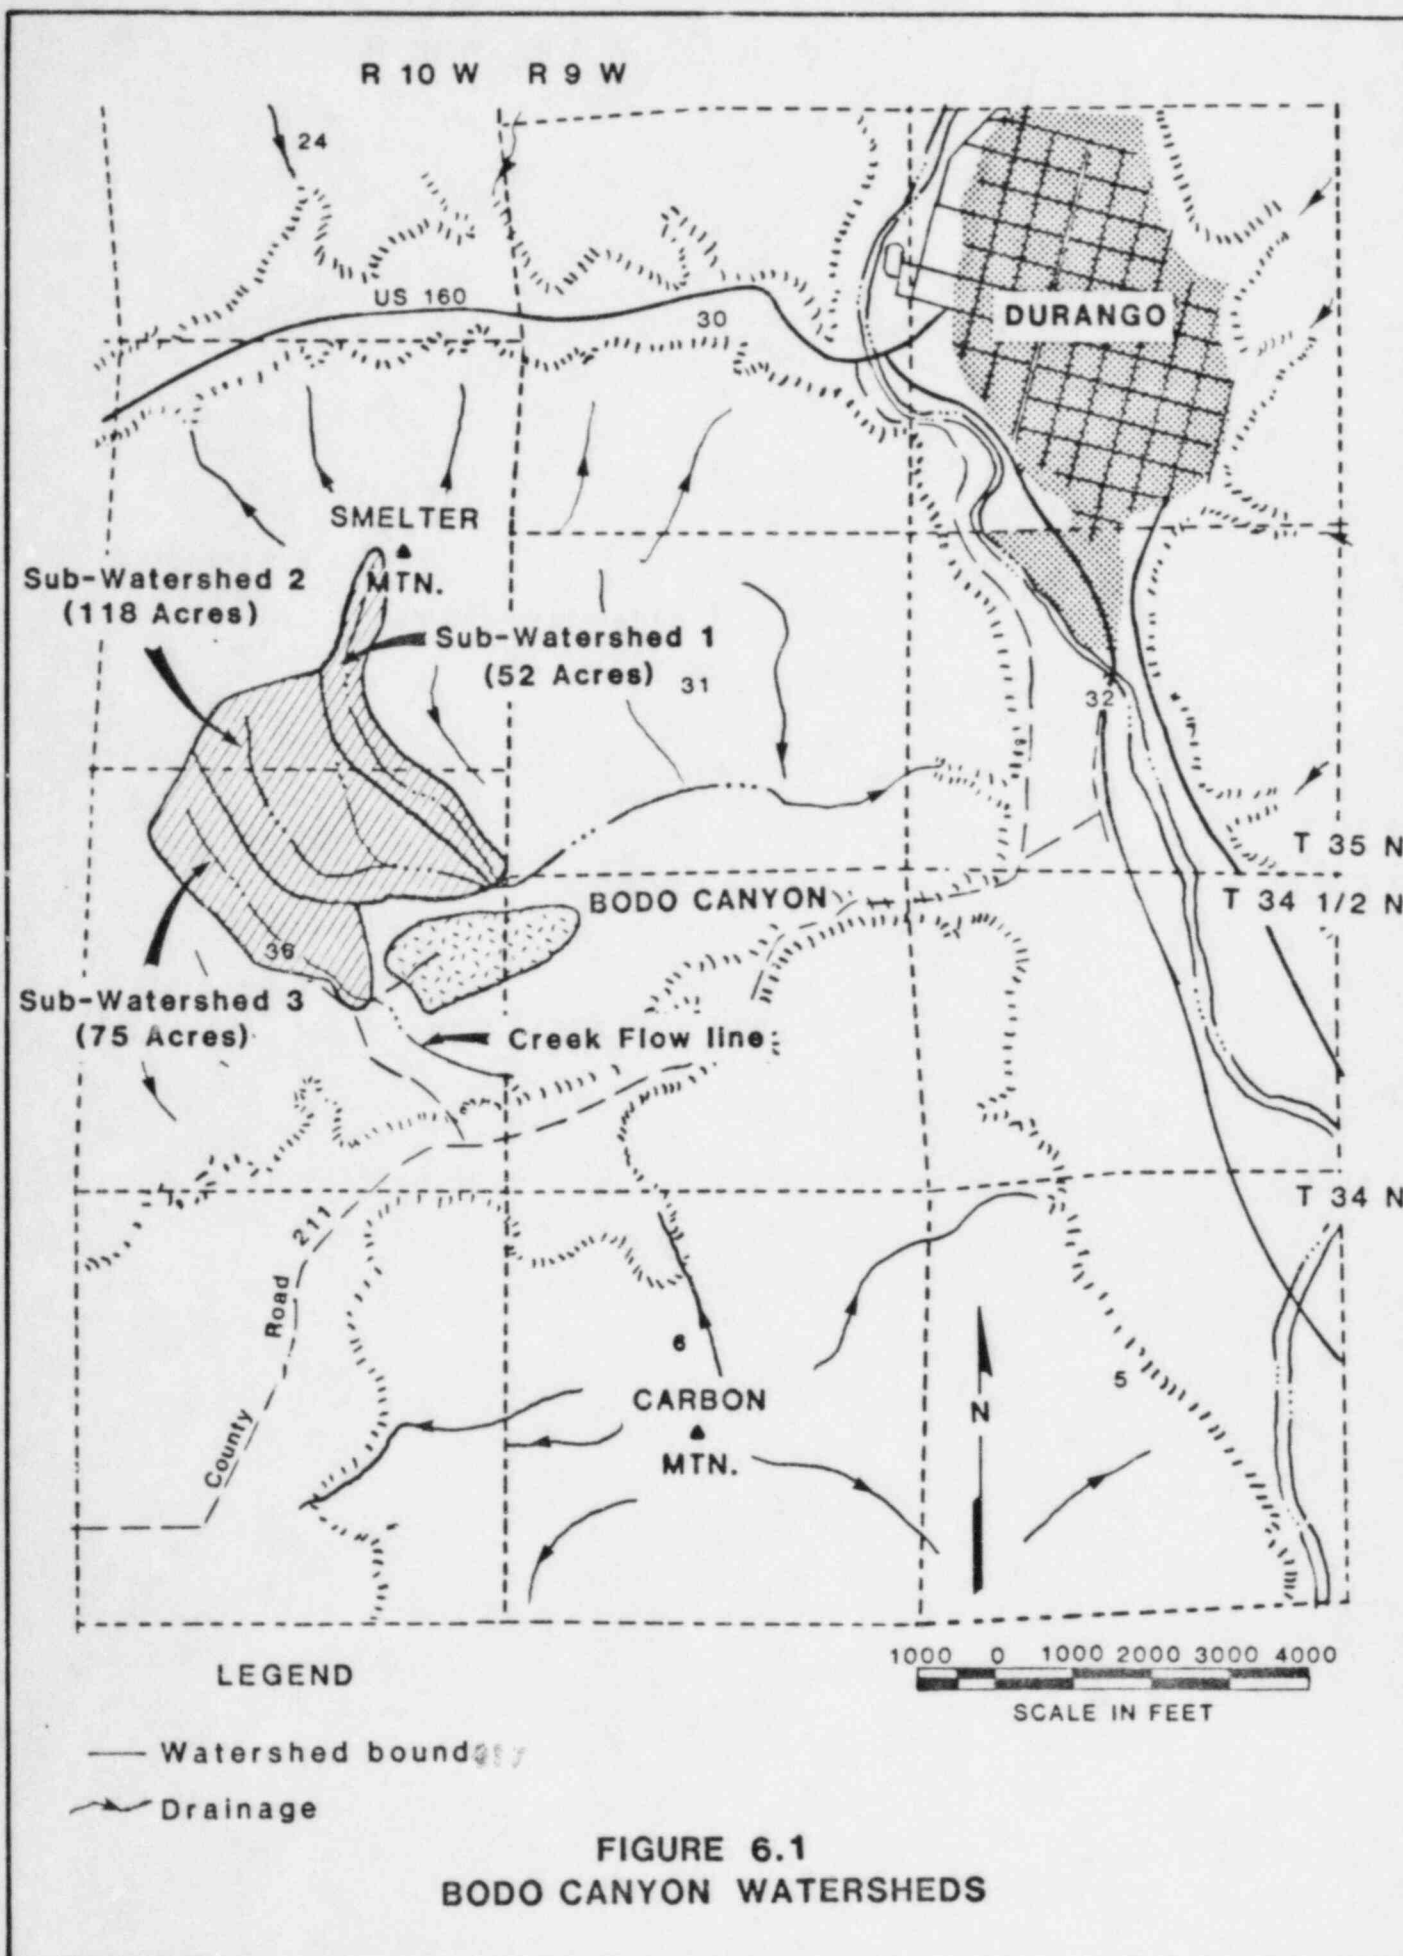 R 10 W R 9 W
24
US 160
30
DURANGO
SMELTER
MTN.
Sub-Watershed 2
(118 Acres)
Sub-Watershed 1
(52 Acres)
31
32
T 35 N
T 34 1/2 N
BODO CANYON
36
Sub-Watershed 3
(75 Acres)
Creek Flow line
T 34 N
County Road 211
6
5
CARBON
MTN.
N
1000 0 1000 2000 3000 4000
SCALE IN FEET
LEGEND
Watershed boundary
Drainage
FIGURE 6.1
BODO CANYON WATERSHEDS